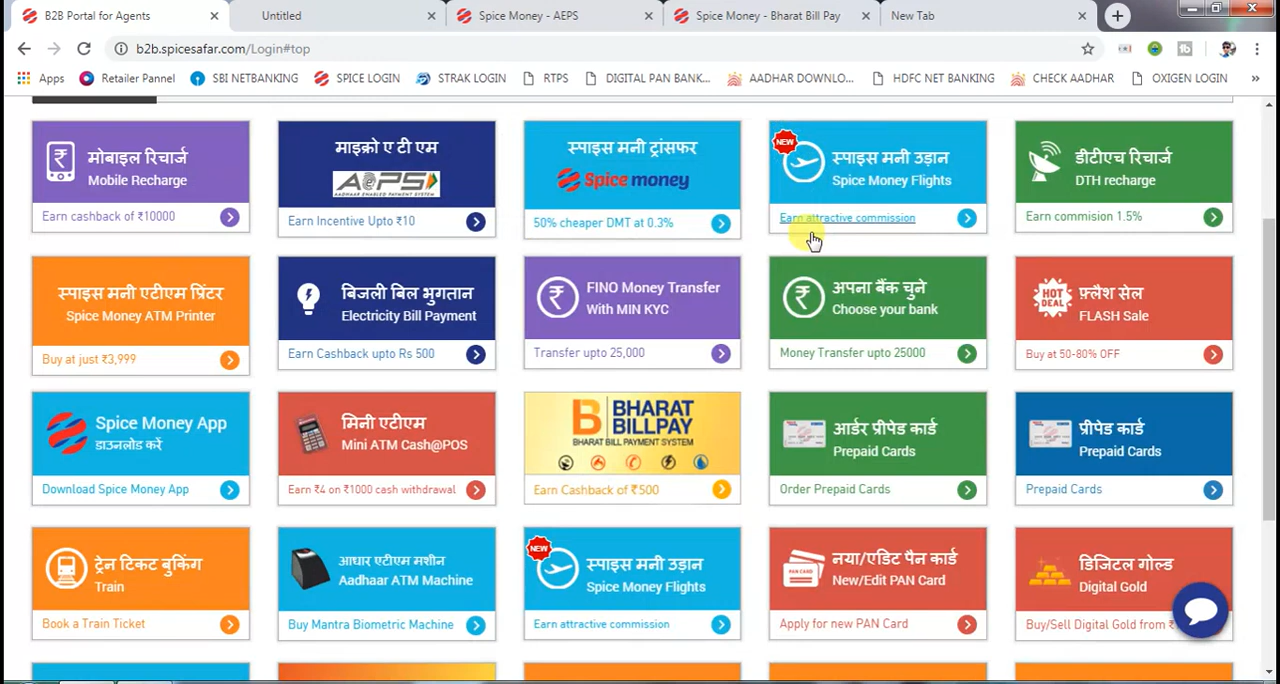 B2B Portal for Agents
Untitled
Spice Money - AEPS
Spice Money - Bharat Bill Pay
New Tab
b2b.spicesafar.com/Login#top
Apps
Retailer Pannel
SBI NETBANKING
SPICE LOGIN
STRAK LOGIN
RTPS
DIGITAL PAN BANK...
AADHAR DOWNLO...
HDFC NET BANKING
CHECK AADHAR
OXIGEN LOGIN
मोबाइल रिचार्ज
Mobile Recharge
Earn cashback of ₹10000
माइक्रो ए टी एम
AePS
AADHAAR ENABLED PAYMENT SYSTEM
Earn Incentive Upto ₹10
स्पाइस मनी ट्रांसफर
Spice money
50% cheaper DMT at 0.3%
NEW
स्पाइस मनी उड़ान
Spice Money Flights
Earn attractive commission
डीटीएच रिचार्ज
DTH recharge
Earn commision 1.5%
स्पाइस मनी एटीएम प्रिंटर
Spice Money ATM Printer
Buy at just ₹3,999
बिजली बिल भुगतान
Electricity Bill Payment
Earn Cashback upto Rs 500
FINO Money Transfer
With MIN KYC
Transfer upto 25,000
अपना बैंक चुने
Choose your bank
Money Transfer upto 25000
HOT
DEAL
फ़्लैश सेल
FLASH Sale
Buy at 50-80% OFF
Spice Money App
डाउनलोड करें
Download Spice Money App
मिनी एटीएम
Mini ATM Cash@POS
Earn ₹4 on ₹1000 cash withdrawal
B BHARAT
BILLPAY
BHARAT BILL PAYMENT SYSTEM
Earn Cashback of ₹500
आर्डर प्रीपेड कार्ड
Prepaid Cards
Order Prepaid Cards
प्रीपेड कार्ड
Prepaid Cards
Prepaid Cards
ट्रेन टिकट बुकिंग
Train
Book a Train Ticket
आधार एटीएम मशीन
Aadhaar ATM Machine
Buy Mantra Biometric Machine
NEW
स्पाइस मनी उड़ान
Spice Money Flights
Earn attractive commission
PAN CARD
नया/एडिट पैन कार्ड
New/Edit PAN Card
Apply for new PAN Card
डिजिटल गोल्ड
Digital Gold
Buy/Sell Digital Gold from ₹